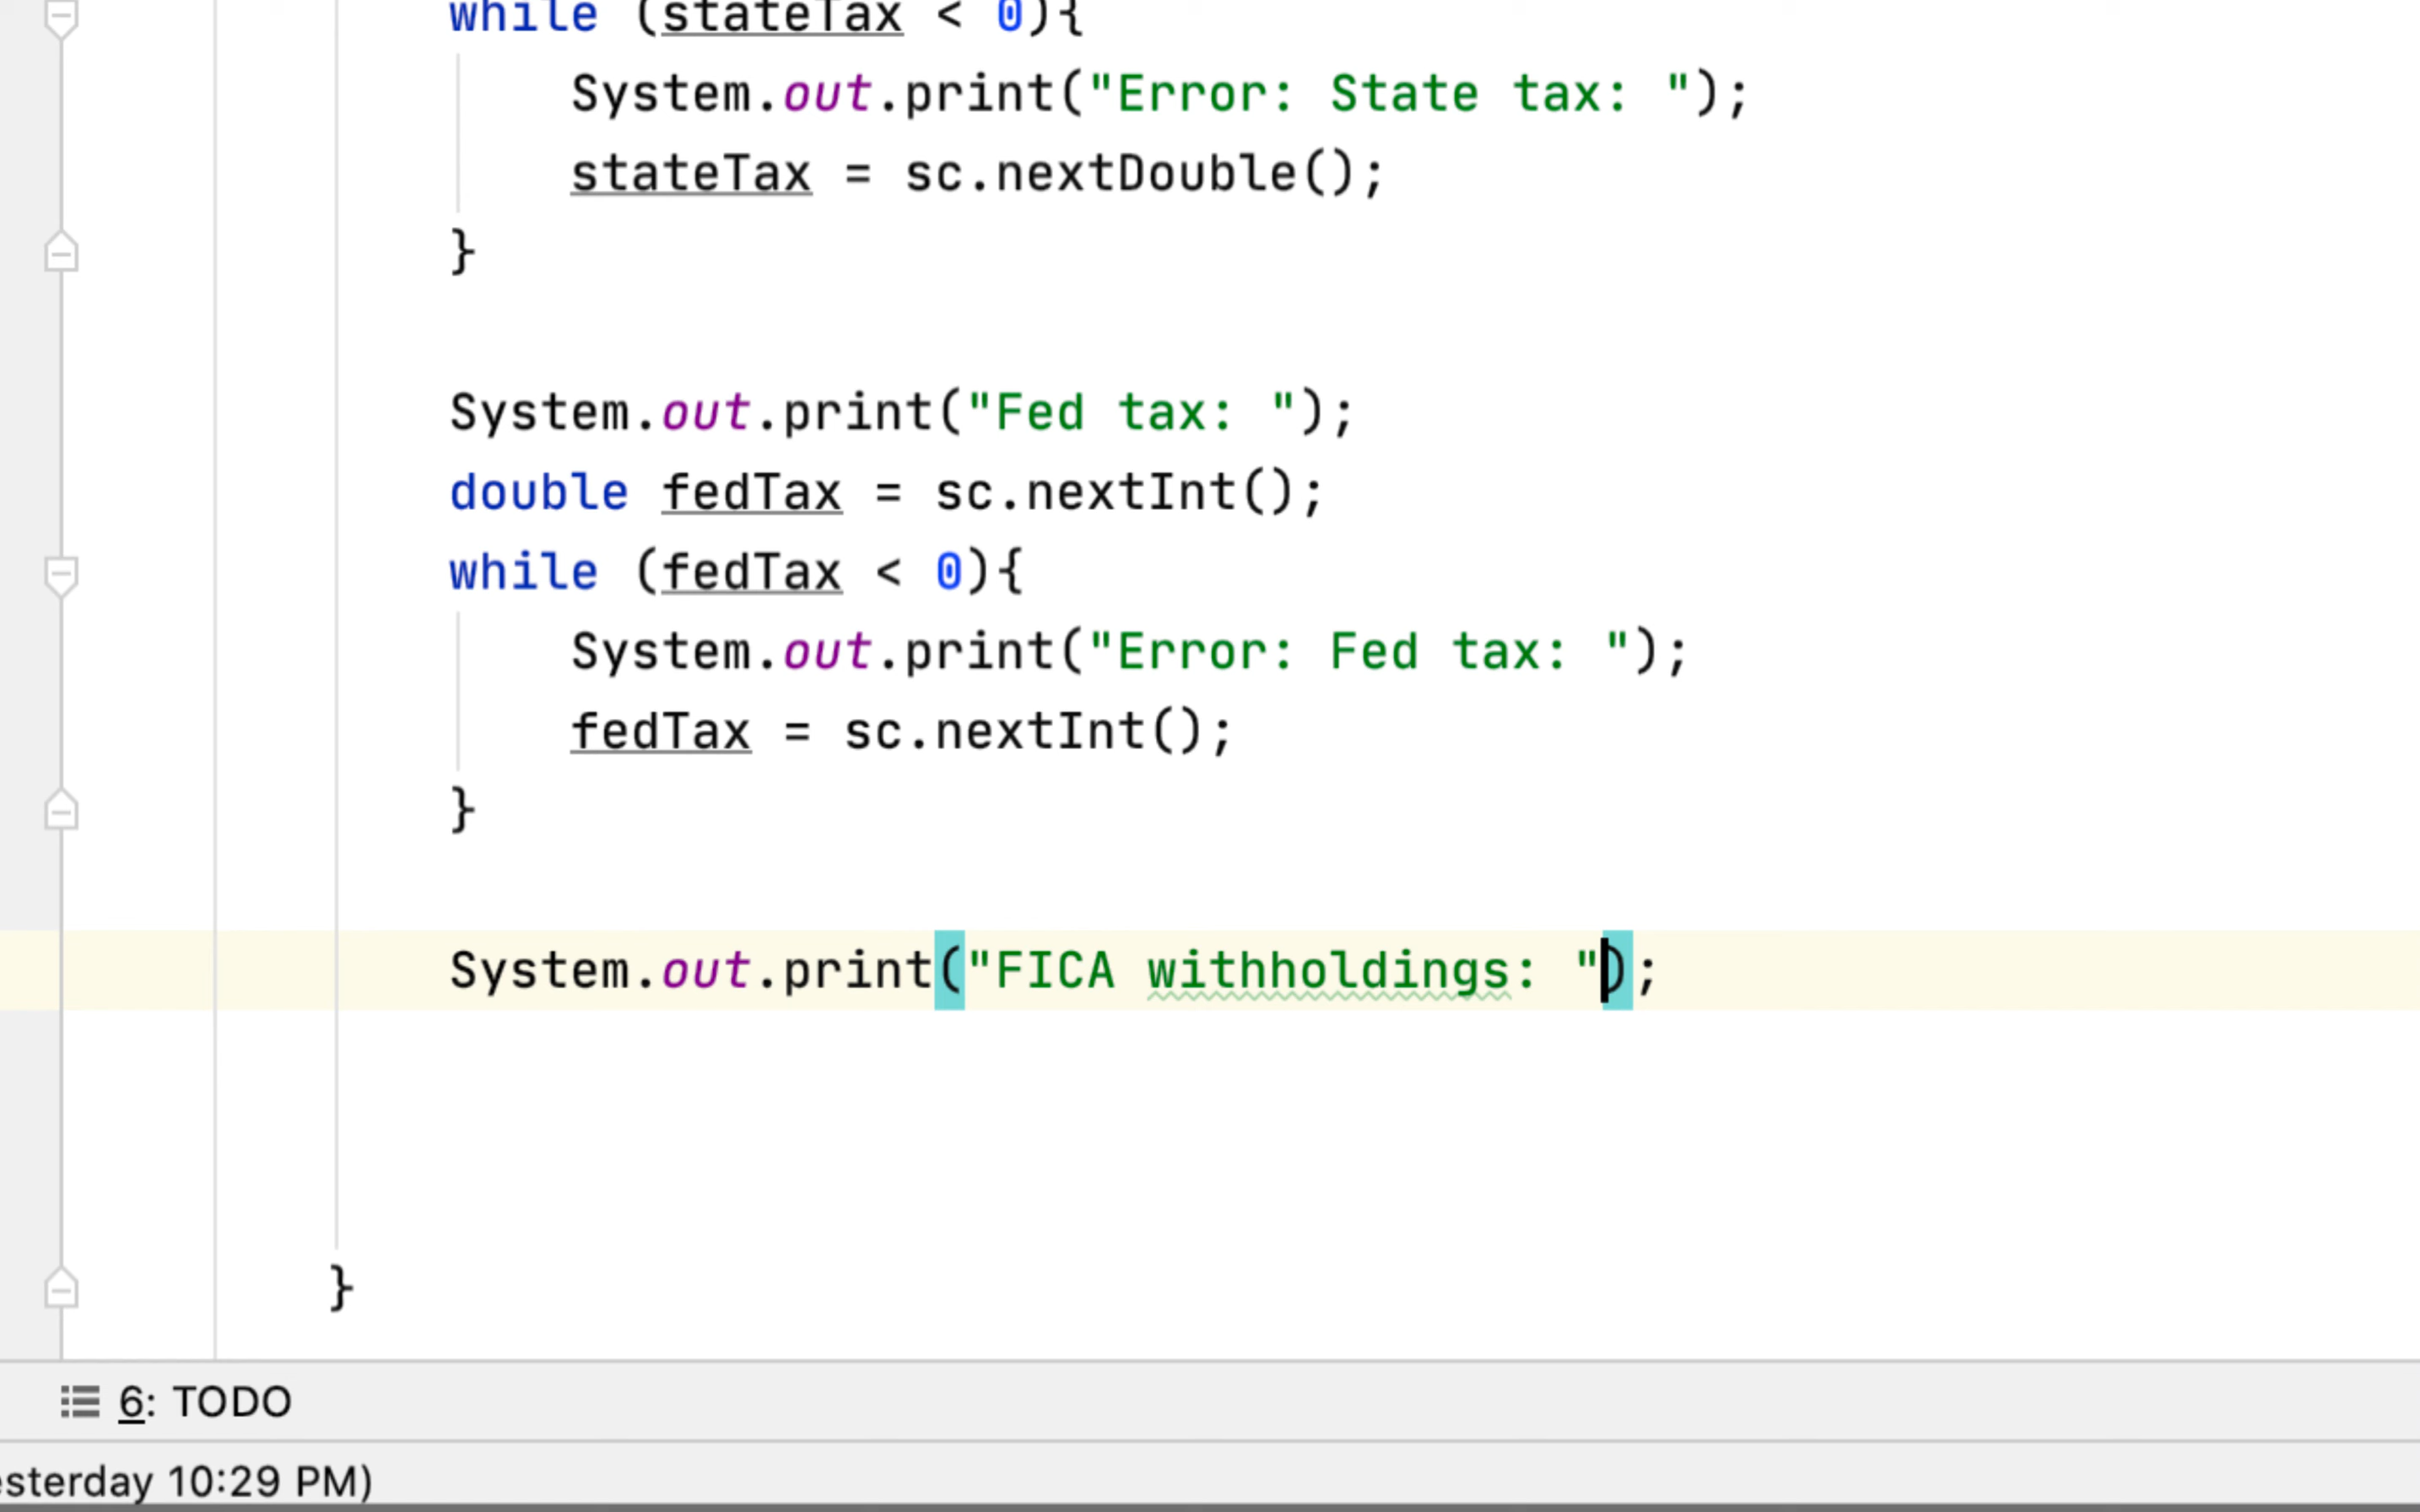 while (stateTax < 0){
System.out.print("Error: State tax: ");
stateTax = sc.nextDouble();
}
System.out.print("Fed tax: ");
double fedTax = sc.nextInt();
while (fedTax < 0){
System.out.print("Error: Fed tax: ");
fedTax = sc.nextInt();
}
System.out.print("FICA withholdings: ");
}
6: TODO
esterday 10:29 PM)